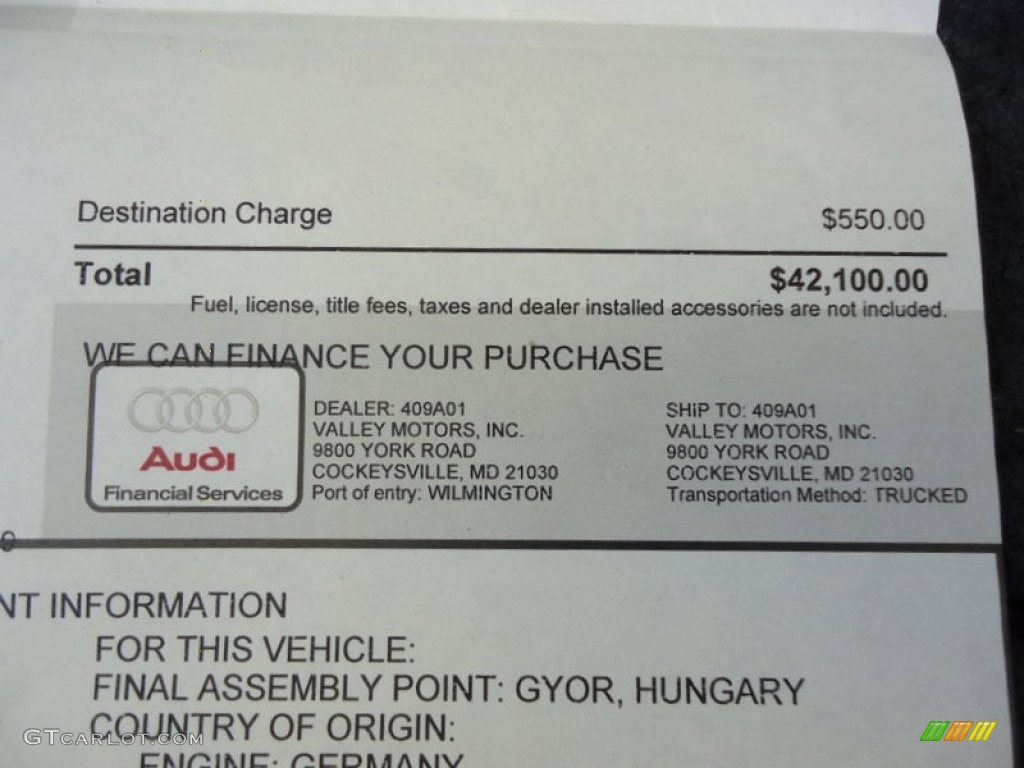 Destination Charge $550.00
Total $42,100.00
Fuel, license, title fees, taxes and dealer installed accessories are not included.
WE CAN FINANCE YOUR PURCHASE
Audi
Financial Services
DEALER: 409A01
VALLEY MOTORS, INC.
9800 YORK ROAD
COCKEYSVILLE, MD 21030
Port of entry: WILMINGTON
SHIP TO: 409A01
VALLEY MOTORS, INC.
9800 YORK ROAD
COCKEYSVILLE, MD 21030
Transportation Method: TRUCKED
NT INFORMATION
FOR THIS VEHICLE:
FINAL ASSEMBLY POINT: GYOR, HUNGARY
COUNTRY OF ORIGIN:
ENGINE: GERMANY
GTCARLOT.COM